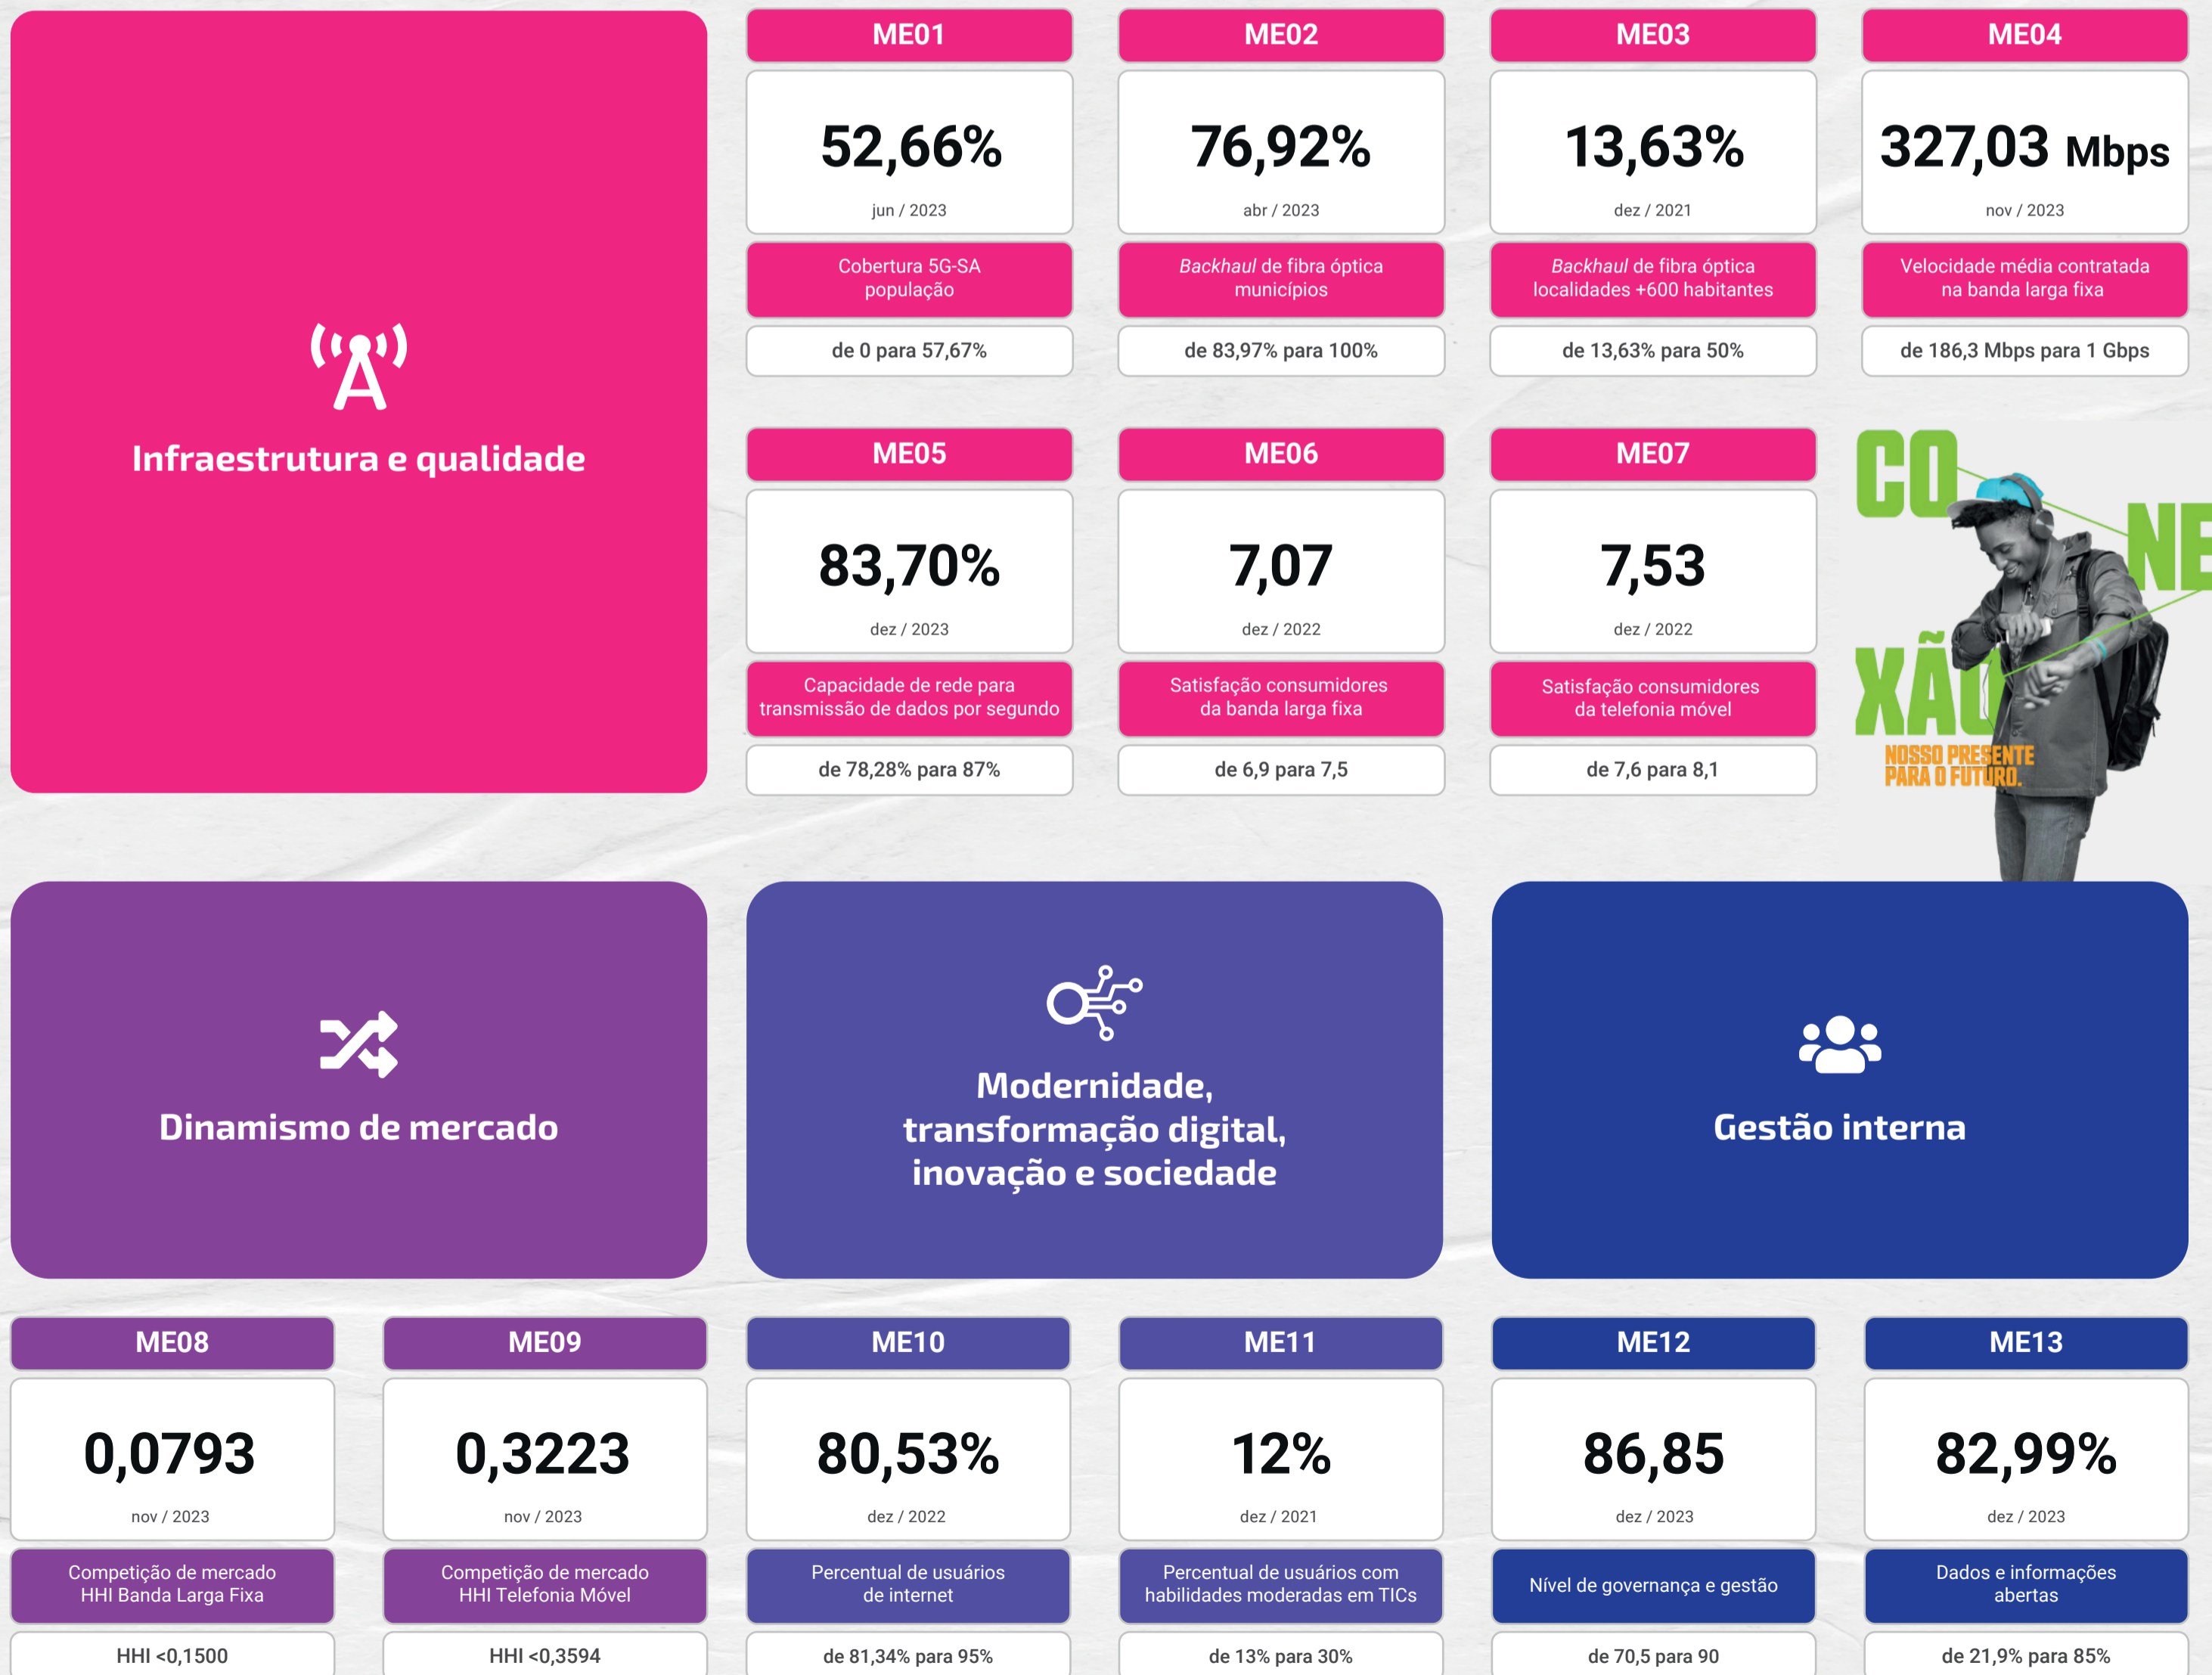 Infraestrutura e qualidade
ME01
52,66%
jun / 2023
Cobertura 5G-SA
população
de 0 para 57,67%
ME02
76,92%
abr / 2023
Backhaul de fibra óptica
municípios
de 83,97% para 100%
ME03
13,63%
dez / 2021
Backhaul de fibra óptica
localidades +600 habitantes
de 13,63% para 50%
ME04
327,03 Mbps
nov / 2023
Velocidade média contratada
na banda larga fixa
de 186,3 Mbps para 1 Gbps
ME05
83,70%
dez / 2023
Capacidade de rede para
transmissão de dados por segundo
de 78,28% para 87%
ME06
7,07
dez / 2022
Satisfação consumidores
da banda larga fixa
de 6,9 para 7,5
ME07
7,53
dez / 2022
Satisfação consumidores
da telefonia móvel
de 7,6 para 8,1
CO
NE
XÃO
NOSSO PRESENTE
PARA O FUTURO.
Dinamismo de mercado
Modernidade,
transformação digital,
inovação e sociedade
Gestão interna
ME08
0,0793
nov / 2023
Competição de mercado
HHI Banda Larga Fixa
HHI <0,1500
ME09
0,3223
nov / 2023
Competição de mercado
HHI Telefonia Móvel
HHI <0,3594
ME10
80,53%
dez / 2022
Percentual de usuários
de internet
de 81,34% para 95%
ME11
12%
dez / 2021
Percentual de usuários com
habilidades moderadas em TICs
de 13% para 30%
ME12
86,85
dez / 2023
Nível de governança e gestão
de 70,5 para 90
ME13
82,99%
dez / 2023
Dados e informações
abertas
de 21,9% para 85%